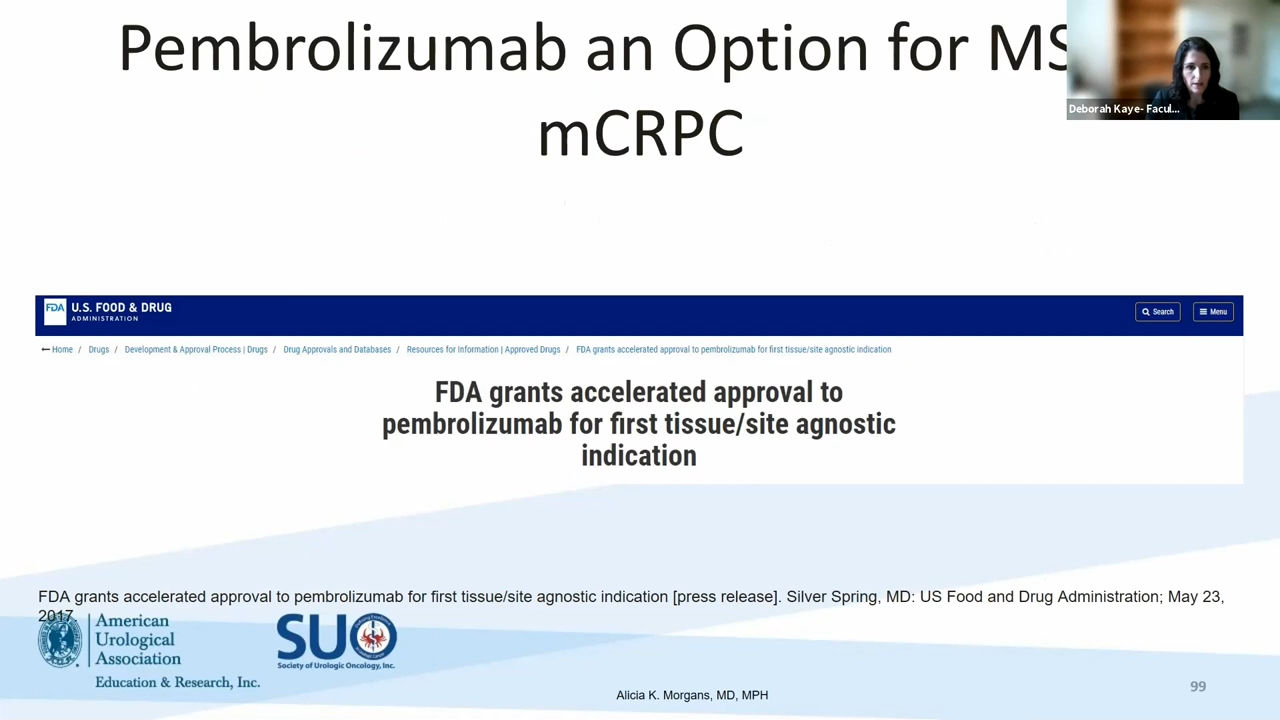 Pembrolizumab an Option for MS
mCRPC
Deborah Kaye- Facul...
FDA U.S. FOOD & DRUG
ADMINISTRATION
Search
Menu
Home / Drugs / Development & Approval Process | Drugs / Drug Approvals and Databases / Resources for Information | Approved Drugs / FDA grants accelerated approval to pembrolizumab for first tissue/site agnostic indication
FDA grants accelerated approval to
pembrolizumab for first tissue/site agnostic
indication
FDA grants accelerated approval to pembrolizumab for first tissue/site agnostic indication [press release]. Silver Spring, MD: US Food and Drug Administration; May 23,
2017
American
Urological
Association
Education & Research, Inc.
SUO
Society of Urologic Oncology, Inc.
Alicia K. Morgans, MD, MPH
99